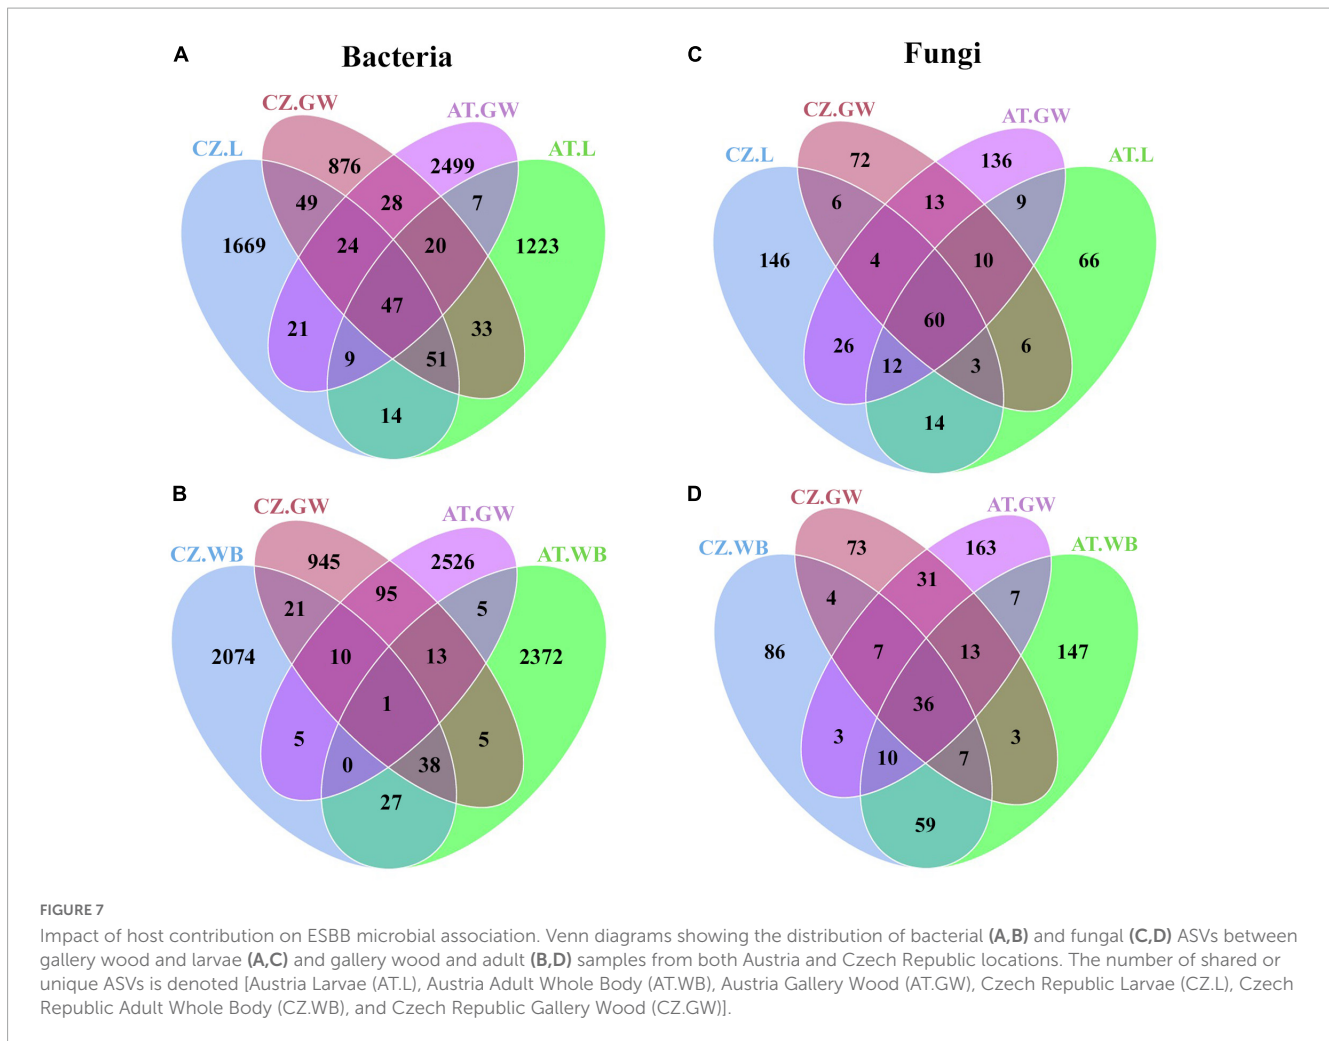 A
Bacteria
CZ.GW
AT.GW
CZ.L
AT.L
876
2499
49
28
7
1669
24
20
1223
47
21
33
9
51
14
C
Fungi
CZ.GW
AT.GW
CZ.L
AT.L
72
136
6
13
9
146
4
10
66
60
26
6
12
3
14
B
CZ.GW
AT.GW
CZ.WB
AT.WB
945
2526
21
95
5
2074
10
13
2372
1
5
5
0
38
27
D
CZ.GW
AT.GW
CZ.WB
AT.WB
73
163
4
31
7
86
7
13
147
36
3
3
10
7
59
FIGURE 7
Impact of host contribution on ESBB microbial association. Venn diagrams showing the distribution of bacterial (A,B) and fungal (C,D) ASVs between
gallery wood and larvae (A,C) and gallery wood and adult (B,D) samples from both Austria and Czech Republic locations. The number of shared or
unique ASVs is denoted [Austria Larvae (AT.L), Austria Adult Whole Body (AT.WB), Austria Gallery Wood (AT.GW), Czech Republic Larvae (CZ.L), Czech
Republic Adult Whole Body (CZ.WB), and Czech Republic Gallery Wood (CZ.GW)].